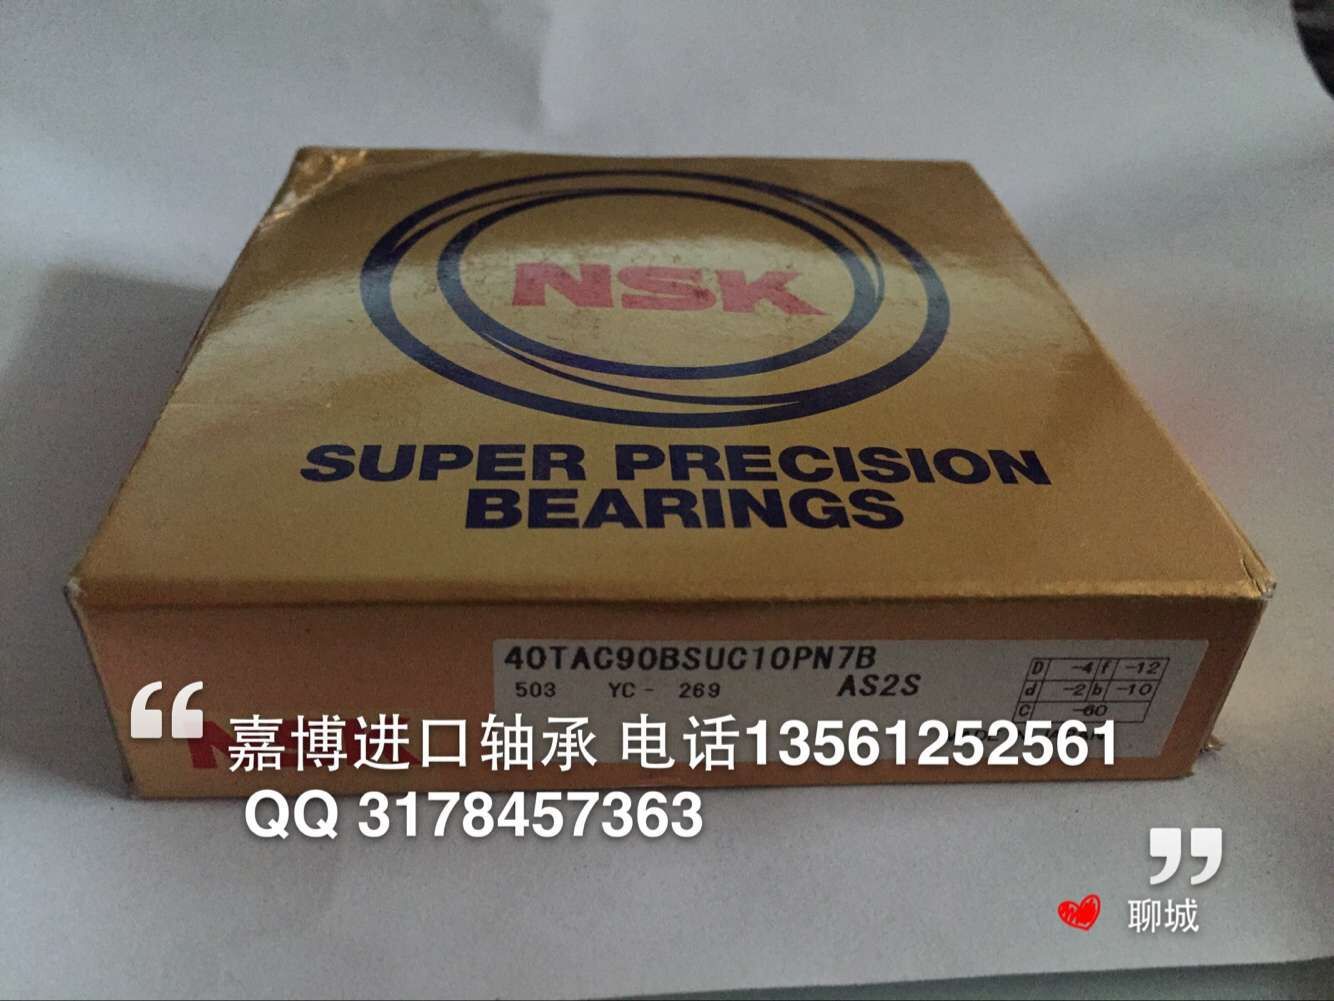 NSK
SUPER PRECISION
BEARINGS
40TAC90BSUC10PN7B
503 YC- 269 AS2S
D -4 f -12
d -2 b -10
C -60
NSK
“嘉博进口轴承 电话13561252561
QQ 3178457363
”
聊城